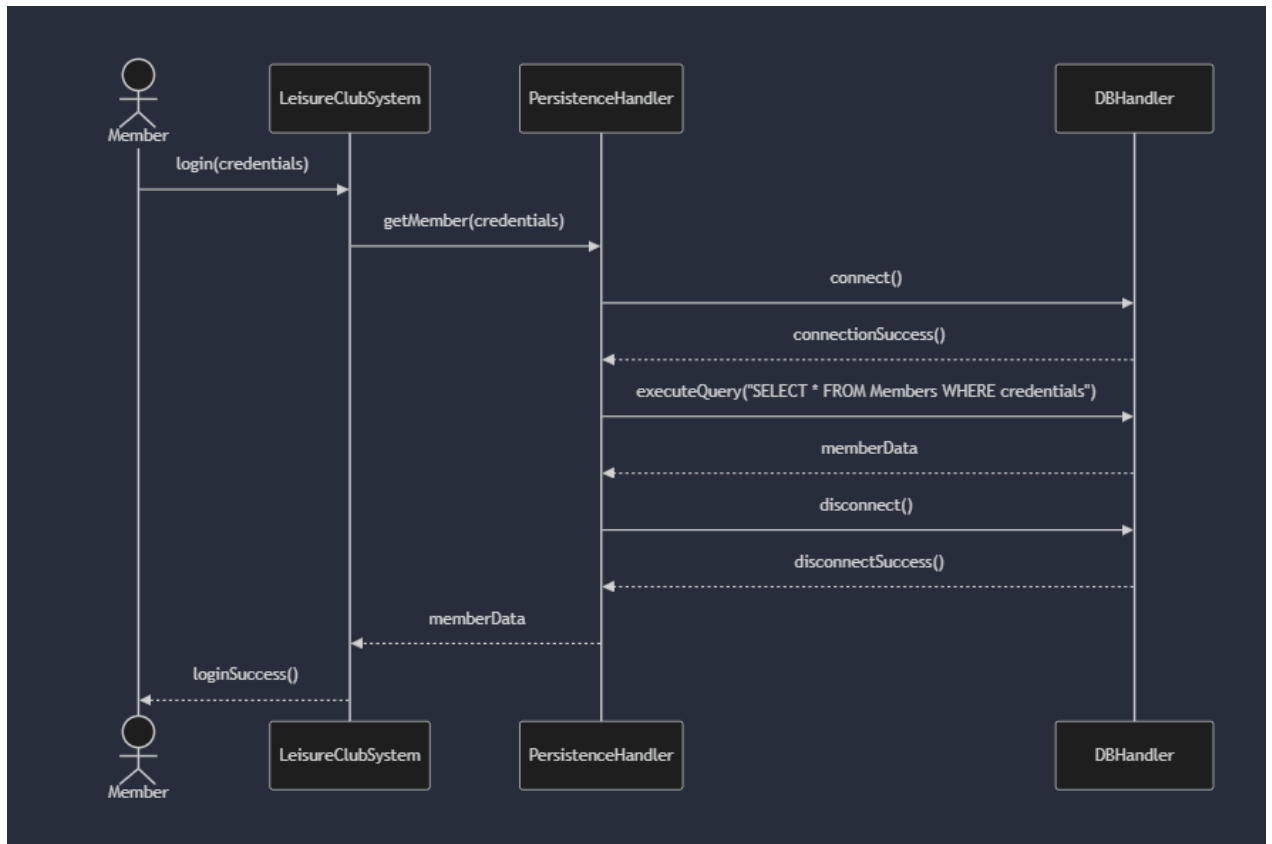 Member
LeisureClubSystem
PersistenceHandler
DBHandler
login(credentials)
getMember(credentials)
connect()
connectionSuccess()
executeQuery("SELECT * FROM Members WHERE credentials")
memberData
disconnect()
disconnectSuccess()
memberData
loginSuccess()
Member
LeisureClubSystem
PersistenceHandler
DBHandler